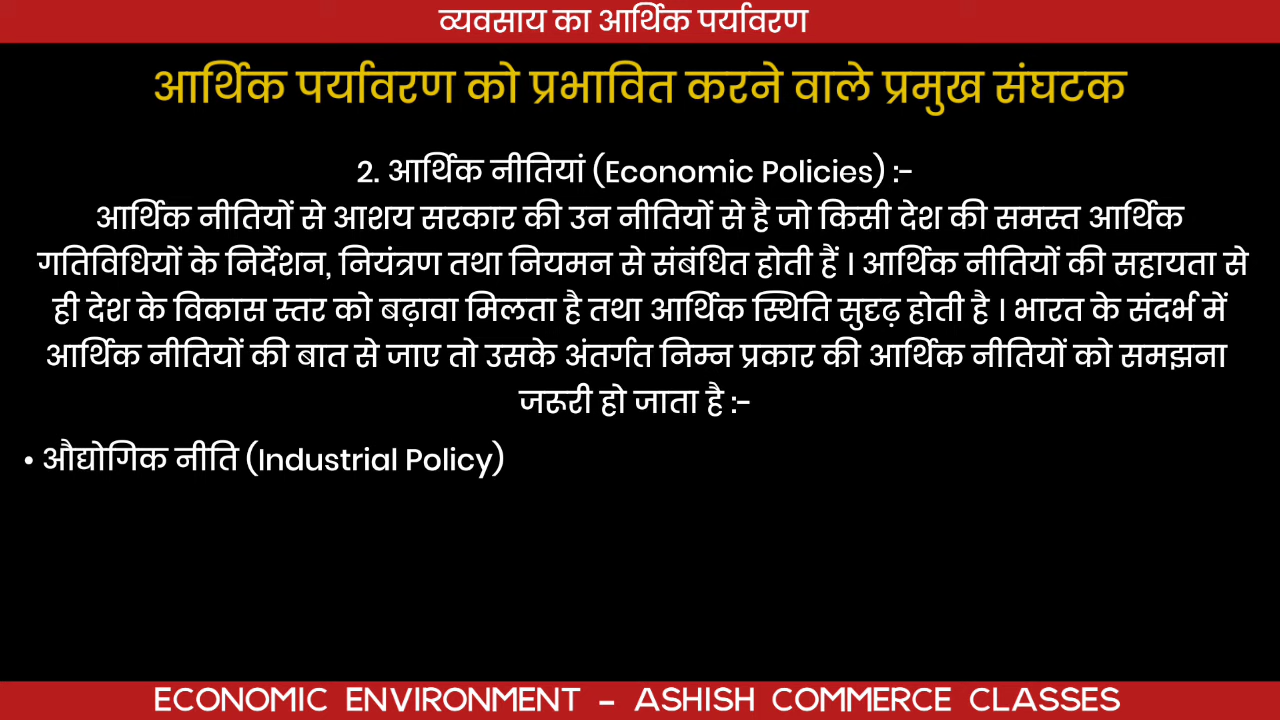 व्यवसाय का आर्थिक पर्यावरण
आर्थिक पर्यावरण को प्रभावित करने वाले प्रमुख संघटक
2. आर्थिक नीतियां (Economic Policies) :-
आर्थिक नीतियों से आशय सरकार की उन नीतियों से है जो किसी देश की समस्त आर्थिक
गतिविधियों के निर्देशन, नियंत्रण तथा नियमन से संबंधित होती हैं । आर्थिक नीतियों की सहायता से
ही देश के विकास स्तर को बढ़ावा मिलता है तथा आर्थिक स्थिति सुदृढ़ होती है । भारत के संदर्भ में
आर्थिक नीतियों की बात से जाए तो उसके अंतर्गत निम्न प्रकार की आर्थिक नीतियों को समझना
जरूरी हो जाता है :-
• औद्योगिक नीति (Industrial Policy)
ECONOMIC ENVIRONMENT - ASHISH COMMERCE CLASSES